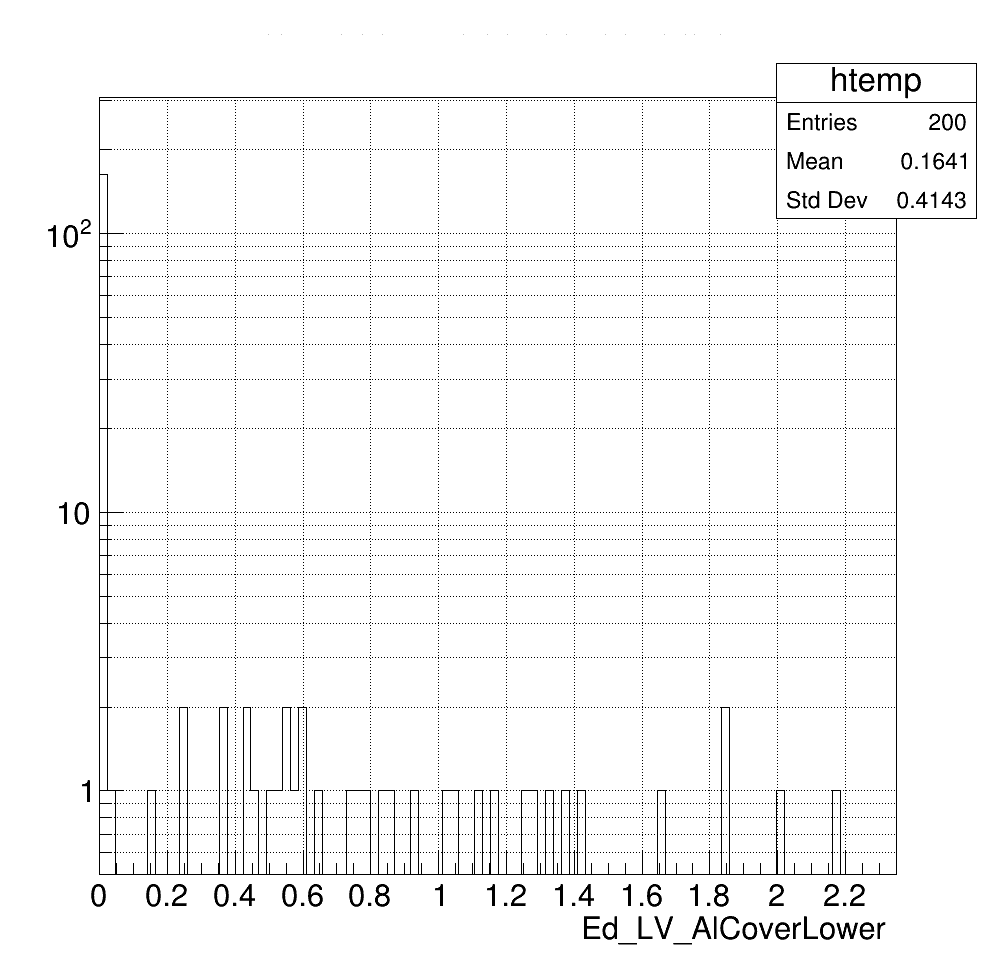 htemp
Entries 200
Mean 0.1641
Std Dev 0.4143
10²
10
1
0 0.2 0.4 0.6 0.8 1 1.2 1.4 1.6 1.8 2 2.2
Ed_LV_AlCoverLower